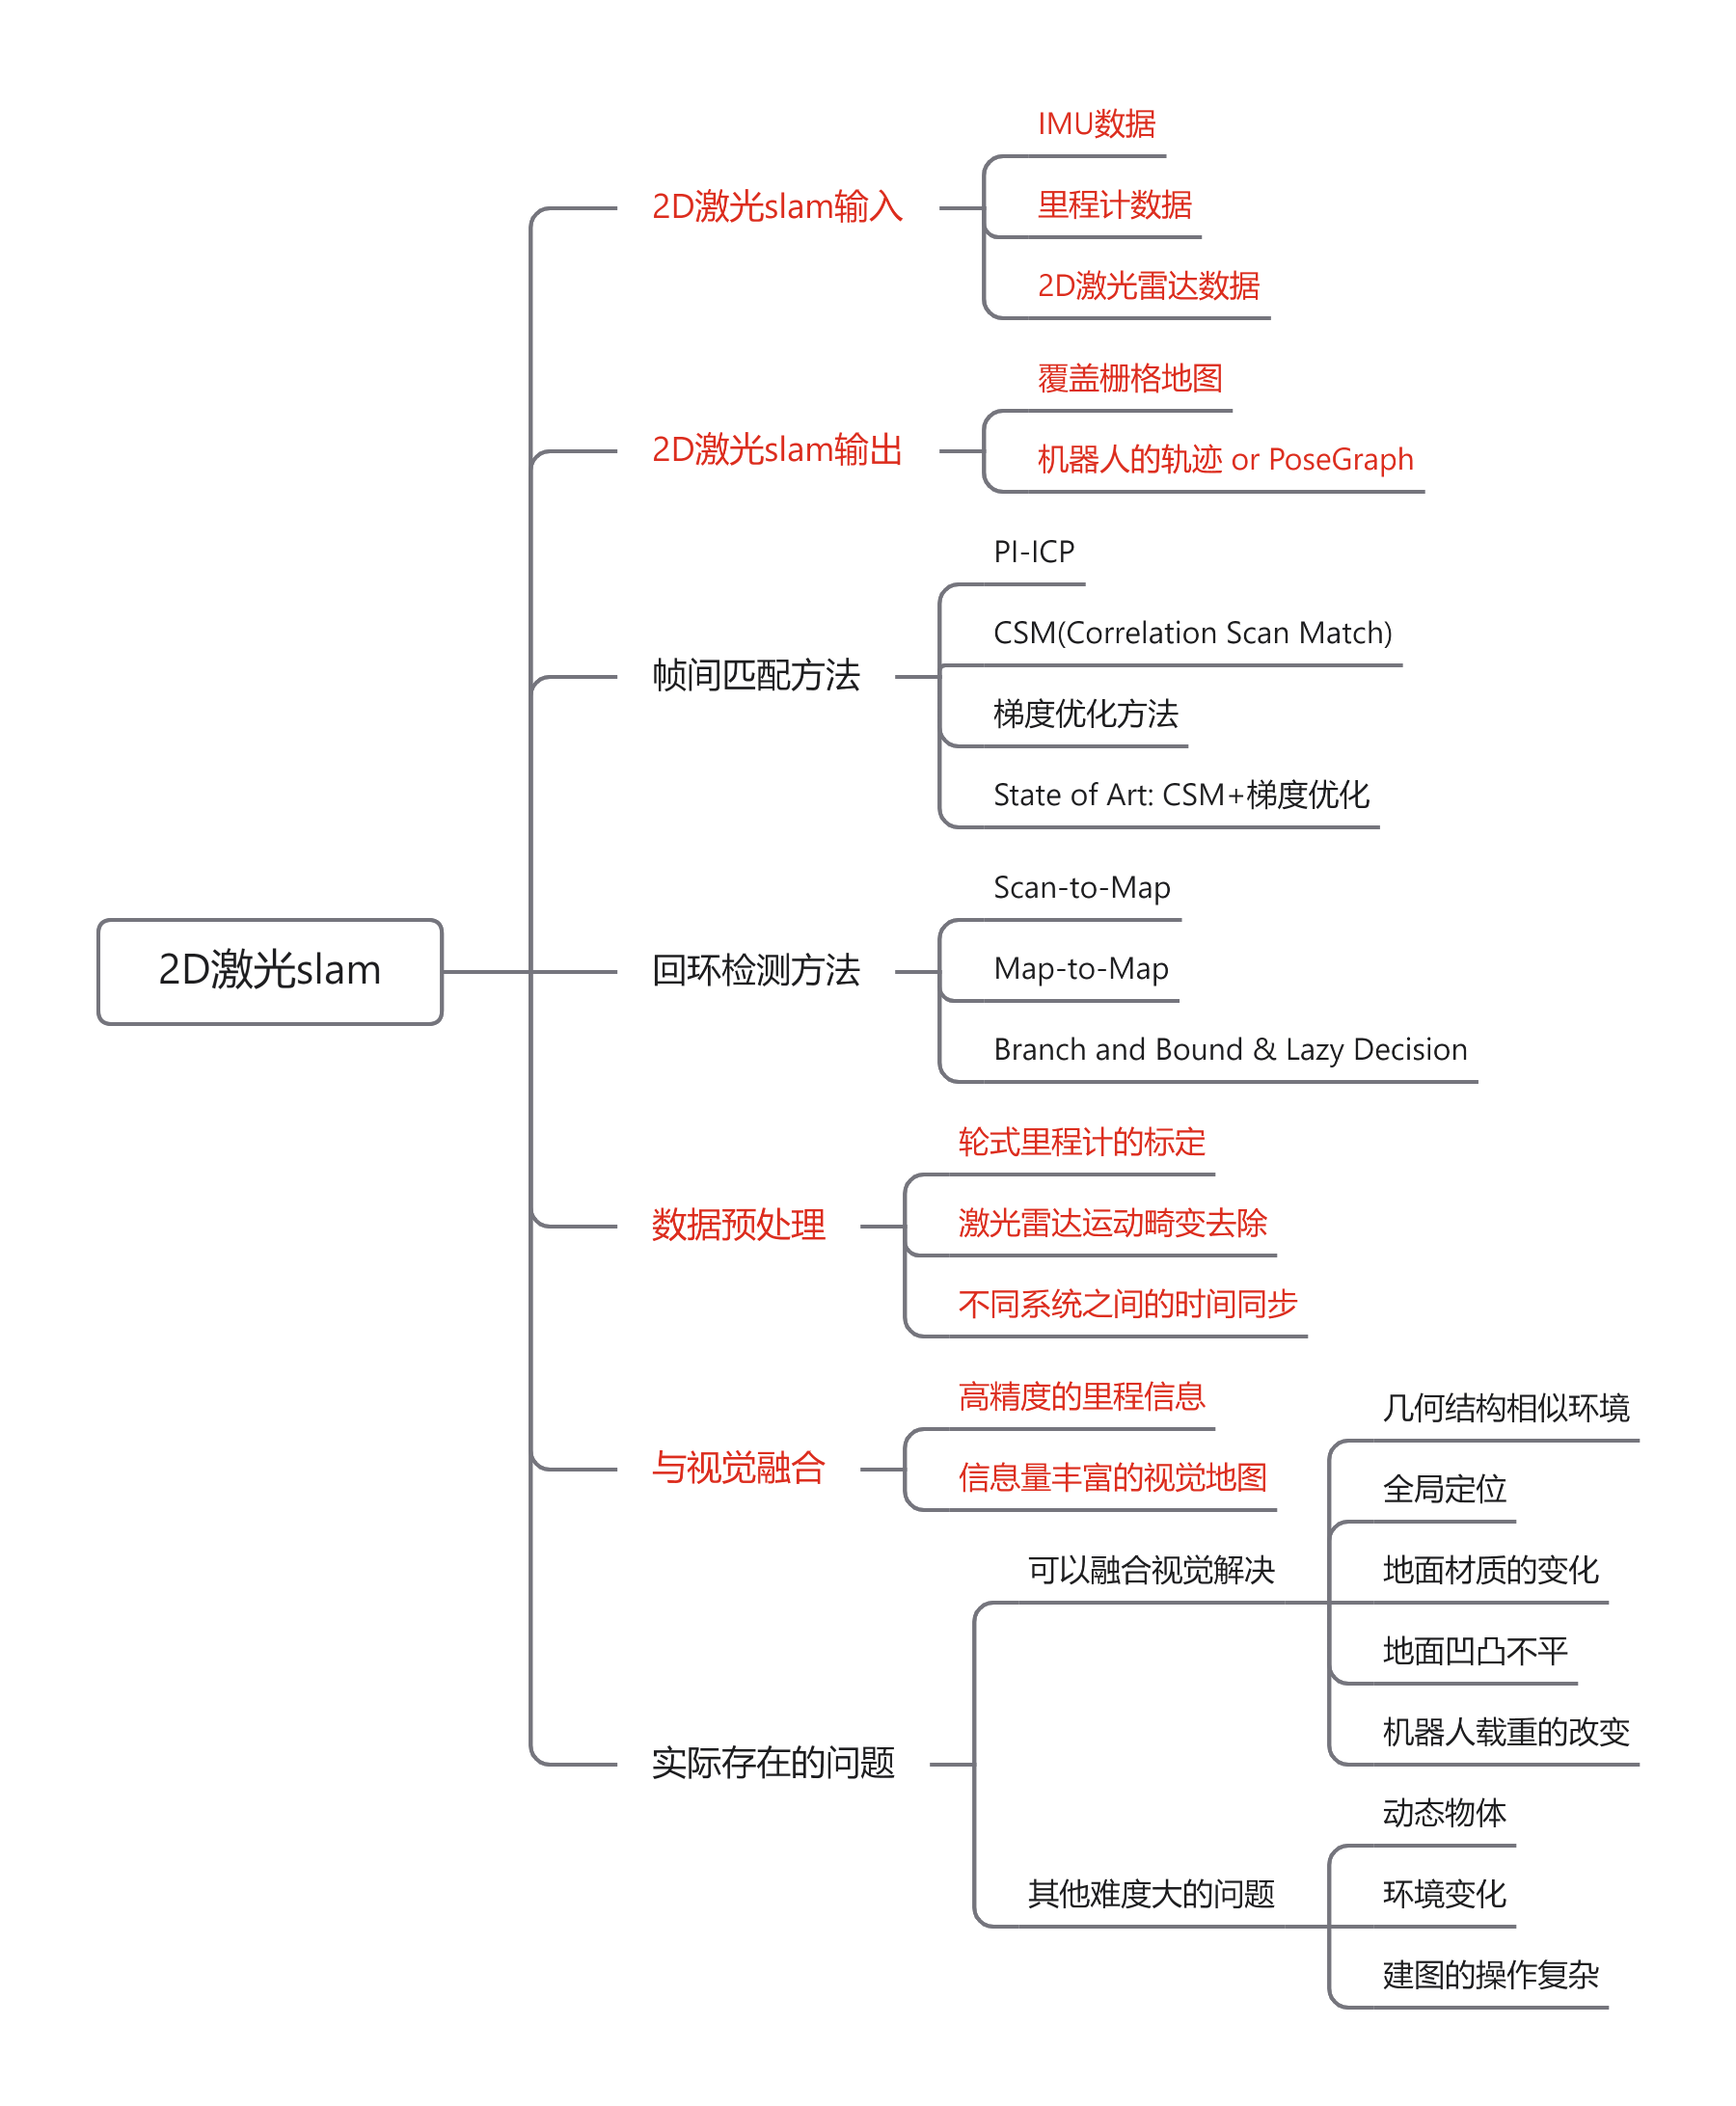 2D激光slam
2D激光slam输入
IMU数据
里程计数据
2D激光雷达数据
2D激光slam输出
覆盖栅格地图
机器人的轨迹 or PoseGraph
帧间匹配方法
PI-ICP
CSM(Correlation Scan Match)
梯度优化方法
State of Art: CSM+梯度优化
回环检测方法
Scan-to-Map
Map-to-Map
Branch and Bound & Lazy Decision
数据预处理
轮式里程计的标定
激光雷达运动畸变去除
不同系统之间的时间同步
与视觉融合
高精度的里程信息
信息量丰富的视觉地图
实际存在的问题
可以融合视觉解决
几何结构相似环境
全局定位
地面材质的变化
地面凹凸不平
机器人载重的改变
其他难度大的问题
动态物体
环境变化
建图的操作复杂